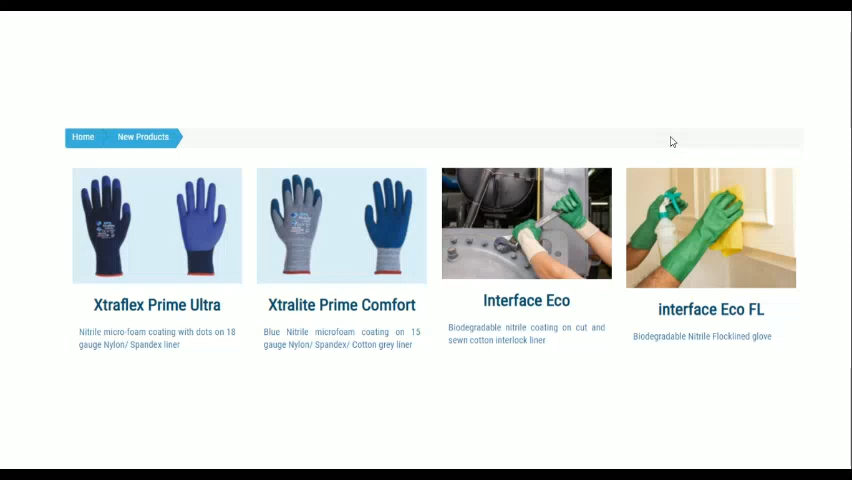 Home
New Products
Xtraflex Prime Ultra
Nitrile micro-foam coating with dots on 18
gauge Nylon/ Spandex liner
Xtralite Prime Comfort
Blue Nitrile microfoam coating on 15
gauge Nylon/ Spandex/ Cotton grey liner
Interface Eco
Biodegradable nitrile coating on cut and
sewn cotton interlock liner
interface Eco FL
Biodegradable Nitrile Flocklined glove